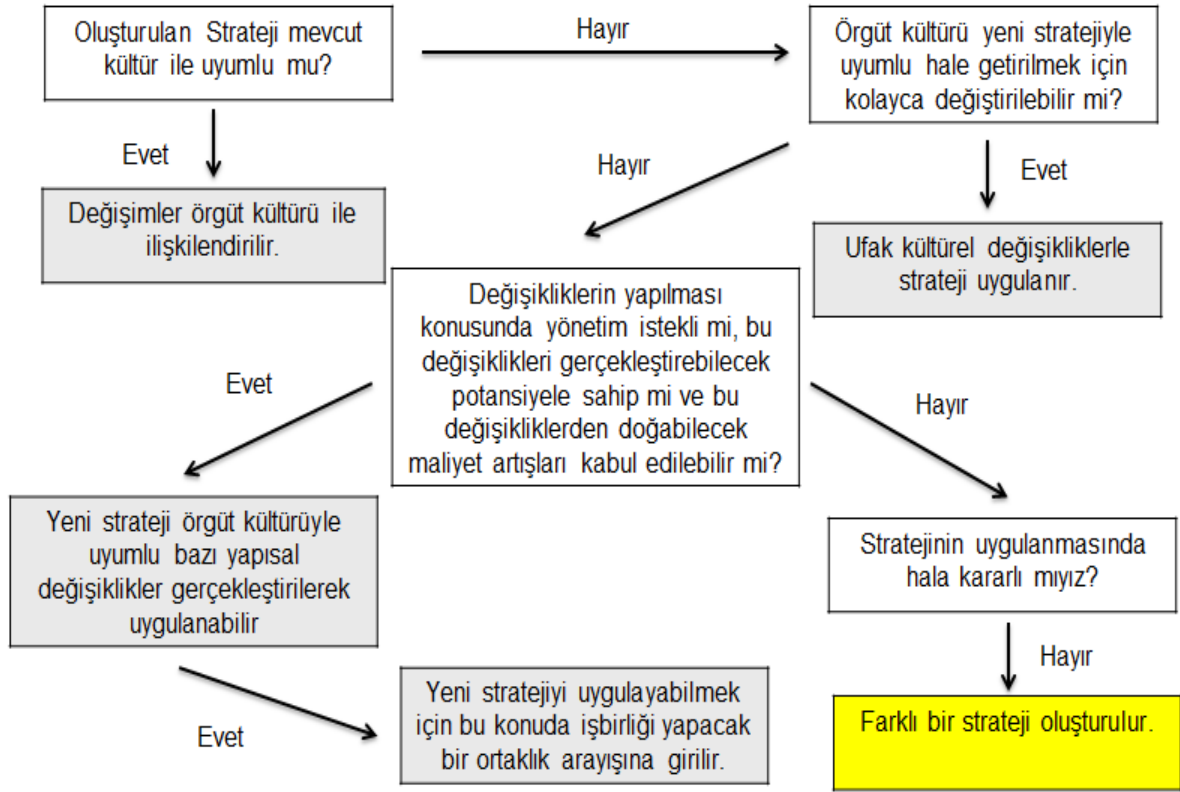 Oluşturulan Strateji mevcut
kültür ile uyumlu mu?
Hayır
Örgüt kültürü yeni stratejiyle
uyumlu hale getirilmek için
kolayca değiştirilebilir mi?
Evet
Hayır
Evet
Değişimler örgüt kültürü ile
ilişkilendirilir.
Ufak kültürel değişikliklerle
strateji uygulanır.
Değişikliklerin yapılması
konusunda yönetim istekli mi, bu
değişiklikleri gerçekleştirebilecek
potansiyele sahip mi ve bu
değişikliklerden doğabilecek
maliyet artışları kabul edilebilir mi?
Evet
Hayır
Yeni strateji örgüt kültürüyle
uyumlu bazı yapısal
değişiklikler gerçekleştirilerek
uygulanabilir
Stratejinin uygulanmasında
hala kararlı mıyız?
Hayır
Evet
Yeni stratejiyi uygulayabilmek
için bu konuda işbirliği yapacak
bir ortaklık arayışına girilir.
Farklı bir strateji oluşturulur.